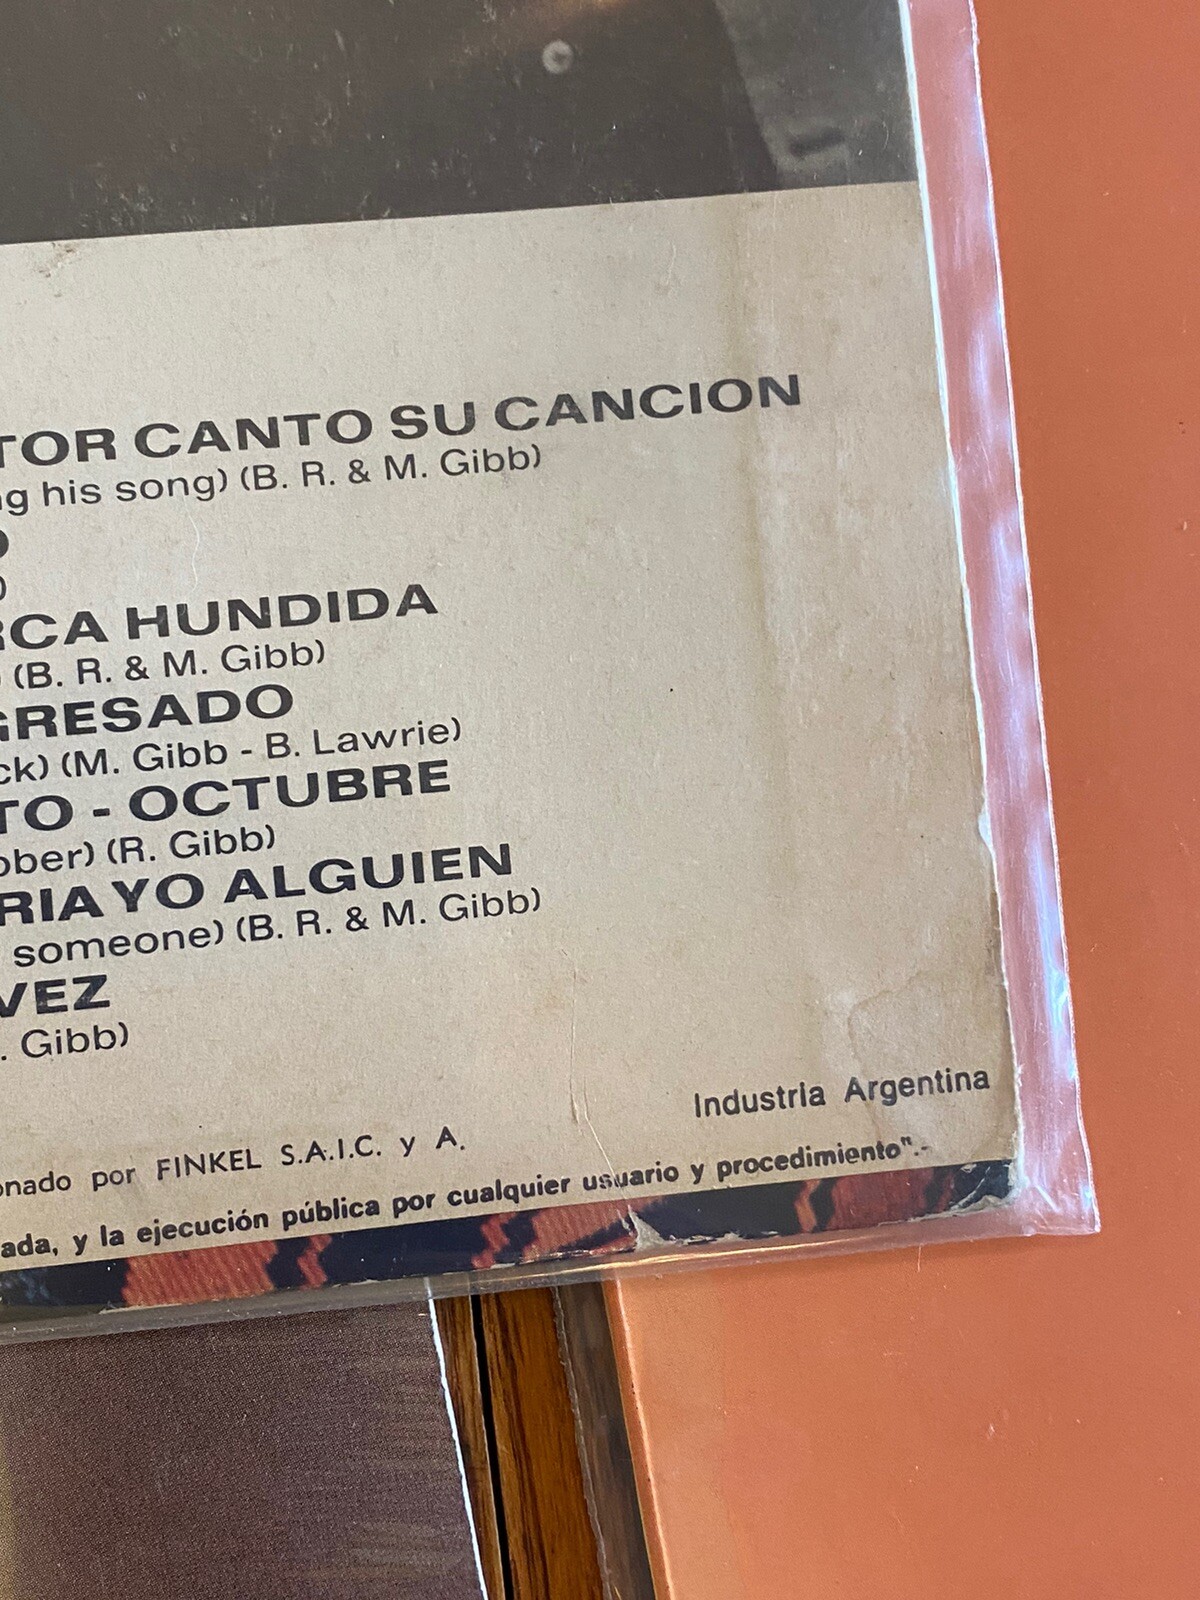 TOR CANTO SU CANCION
ng his song) (B. R. & M. Gibb)
O
)
RCA HUNDIDA
) (B. R. & M. Gibb)
GRESADO
ck) (M. Gibb - B. Lawrie)
TO - OCTUBRE
ober) (R. Gibb)
RIA YO ALGUIEN
someone) (B. R. & M. Gibb)
VEZ
. Gibb)
Industria Argentina
onado por FINKEL S.A.I.C. y A.
ada, y la ejecución pública por cualquier usuario y procedimiento".-